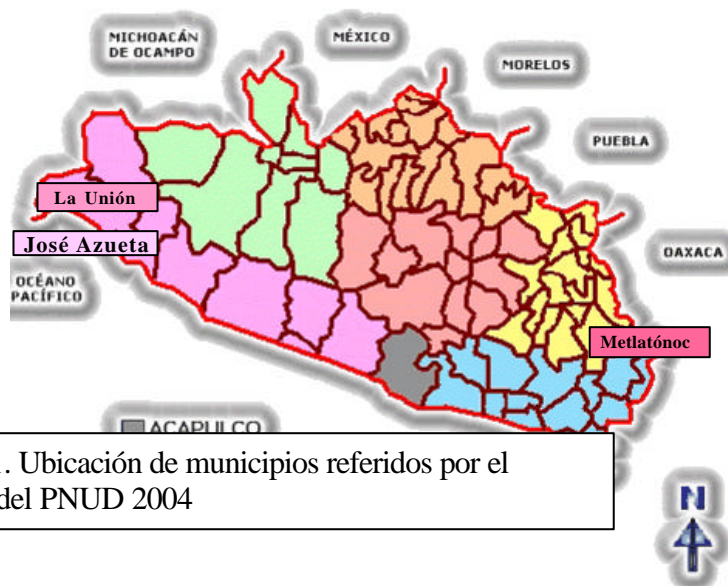 MICHOACÁN
DE OCAMPO
MÉXICO
MORELOS
PUEBLA
La Unión
José Azueta
OAXACA
OCÉANO
PACÍFICO
Metlatónoc
ACAPULCO
. Ubicación de municipios referidos por el
del PNUD 2004
N